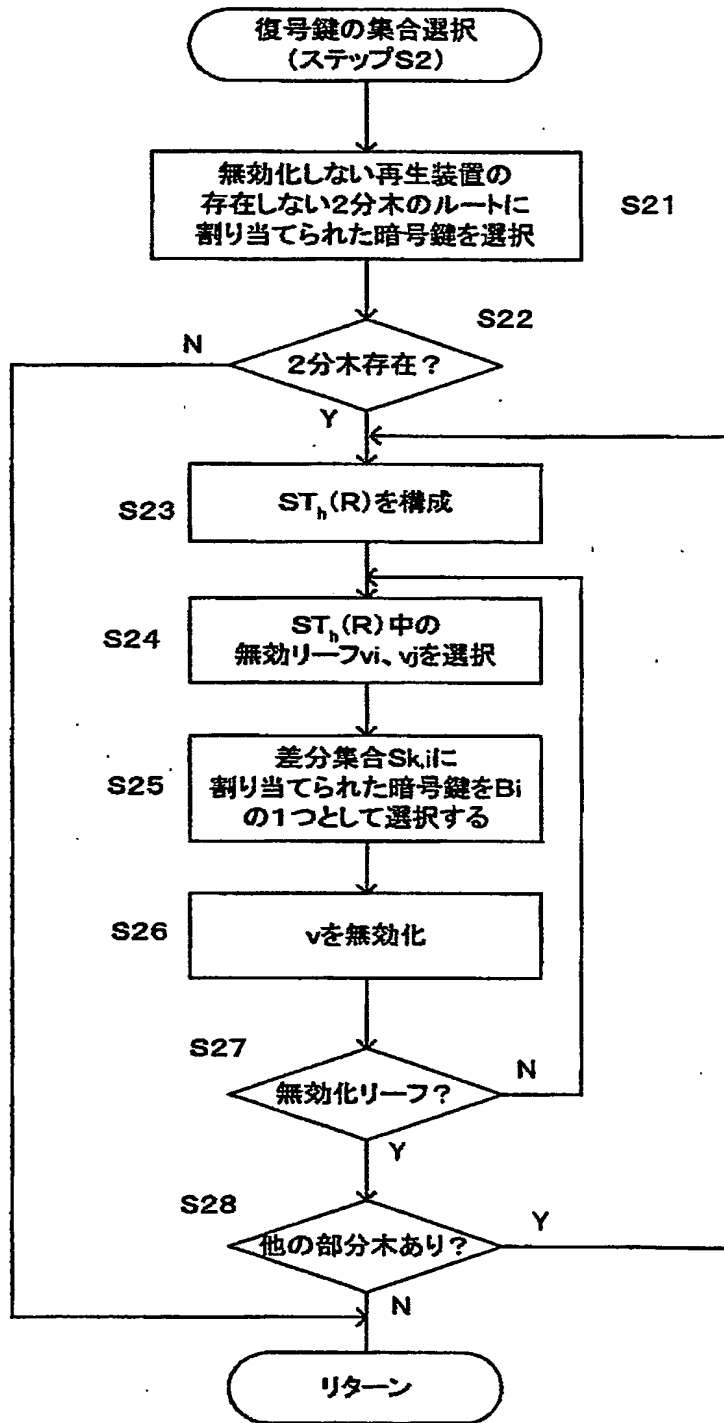 復号鍵の集合選択
(ステップS2)
無効化しない再生装置の
存在しない2分木のルートに
割り当てられた暗号鍵を選択
S21
S22
N
2分木存在?
Y
S23
STh(R)を構成
S24
STh(R)中の
無効リーフvi、vjを選択
S25
差分集合Sk,iに
割り当てられた暗号鍵をBi
の1つとして選択する
S26
vを無効化
S27
無効化リーフ?
N
Y
S28
他の部分木あり?
Y
N
リターン